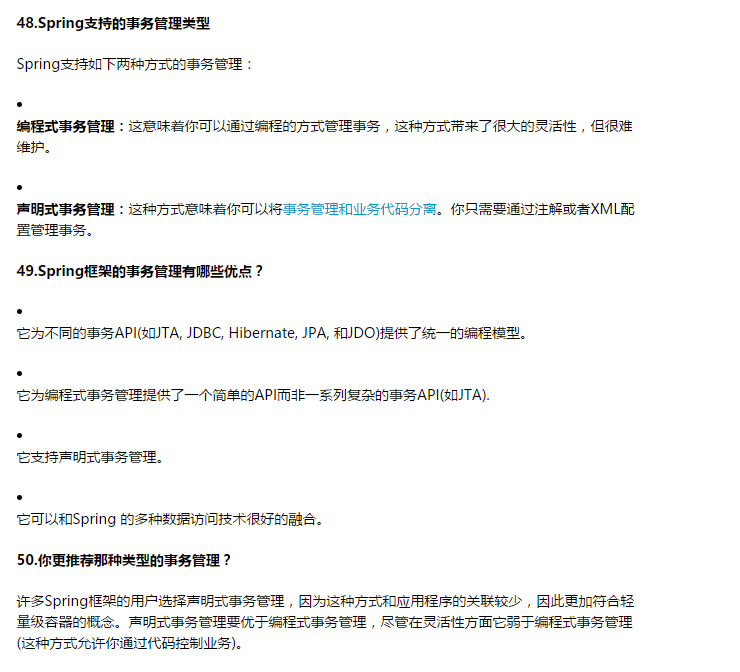 48.Spring支持的事务管理类型
Spring支持如下两种方式的事务管理：
编程式事务管理：这意味着你可以通过编程的方式管理事务，这种方式带来了很大的灵活性，但很难
维护。
声明式事务管理：这种方式意味着你可以将事务管理和业务代码分离。你只需要通过注解或者XML配
置管理事务。
49.Spring框架的事务管理有哪些优点？
它为不同的事务API(如JTA, JDBC, Hibernate, JPA, 和JDO)提供了统一的编程模型。
它为编程式事务管理提供了一个简单的API而非一系列复杂的事务API(如JTA).
它支持声明式事务管理。
它可以和Spring 的多种数据访问技术很好的融合。
50.你更推荐那种类型的事务管理？
许多Spring框架的用户选择声明式事务管理，因为这种方式和应用程序的关联较少，因此更加符合轻
量级容器的概念。声明式事务管理要优于编程式事务管理，尽管在灵活性方面它弱于编程式事务管理
(这种方式允许你通过代码控制业务)。